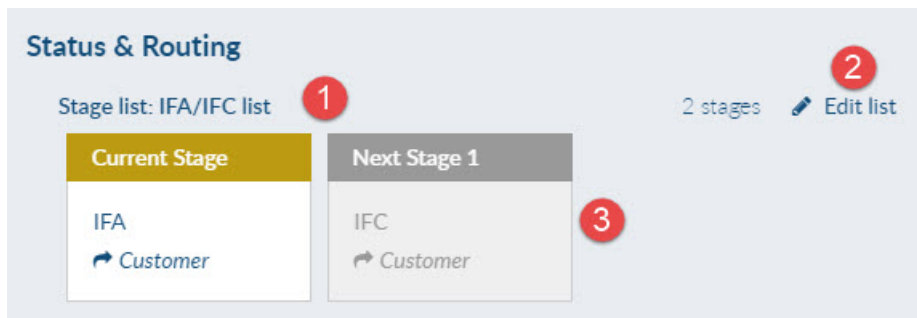 Status & Routing
2
Stage list: IFA/IFC list
1
2 stages
Edit list
Current Stage
Next Stage 1
IFA
IFC
3
Customer
Customer